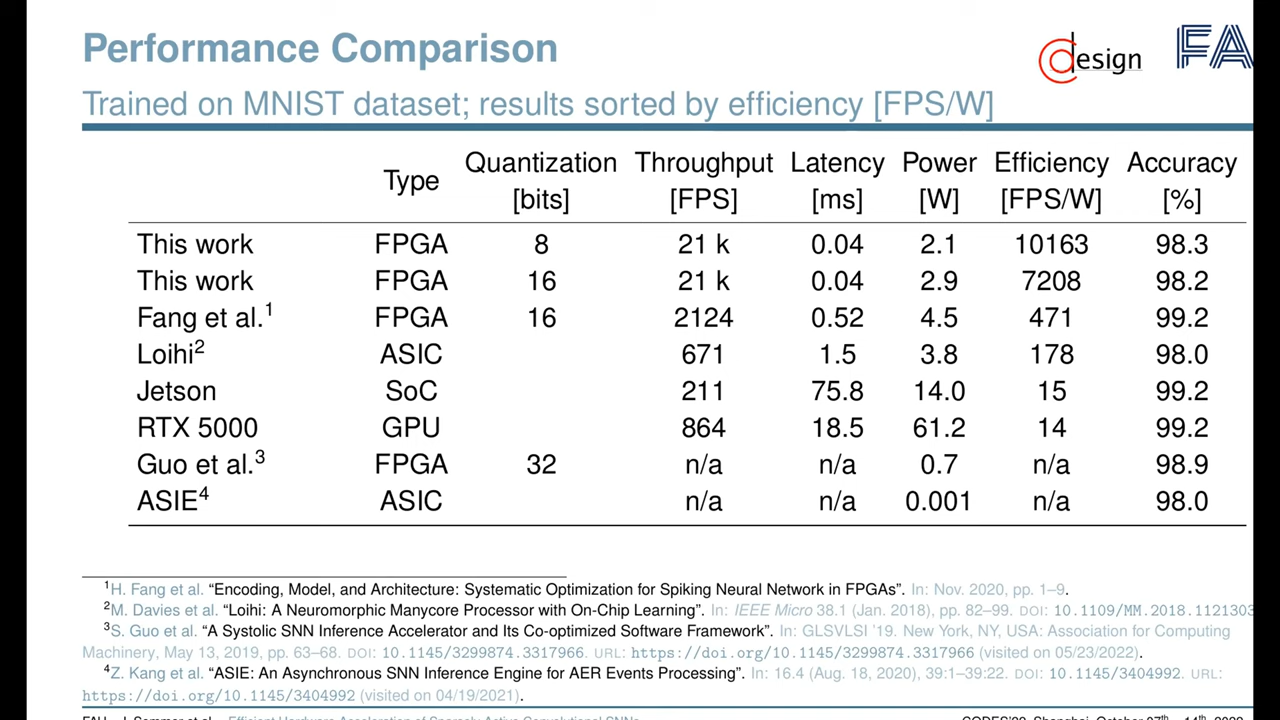 Performance Comparison
Codesign
FA
Trained on MNIST dataset; results sorted by efficiency [FPS/W]
Type Quantization [bits] Throughput [FPS] Latency [ms] Power [W] Efficiency [FPS/W] Accuracy [%]
This work FPGA 8 21 k 0.04 2.1 10163 98.3
This work FPGA 16 21 k 0.04 2.9 7208 98.2
Fang et al.1 FPGA 16 2124 0.52 4.5 471 99.2
Loihi2 ASIC 671 1.5 3.8 178 98.0
Jetson SoC 211 75.8 14.0 15 99.2
RTX 5000 GPU 864 18.5 61.2 14 99.2
Guo et al.3 FPGA 32 n/a n/a 0.7 n/a 98.9
ASIE4 ASIC n/a n/a 0.001 n/a 98.0
1H. Fang et al. “Encoding, Model, and Architecture: Systematic Optimization for Spiking Neural Network in FPGAs”. In: Nov. 2020, pp. 1–9.
2M. Davies et al. “Loihi: A Neuromorphic Manycore Processor with On-Chip Learning”. In: IEEE Micro 38.1 (Jan. 2018), pp. 82–99. DOI: 10.1109/MM.2018.1121303
3S. Guo et al. “A Systolic SNN Inference Accelerator and Its Co-optimized Software Framework”. In: GLSVLSI ’19. New York, NY, USA: Association for Computing
Machinery, May 13, 2019, pp. 63–68. DOI: 10.1145/3299874.3317966. URL: https://doi.org/10.1145/3299874.3317966 (visited on 05/23/2022).
4Z. Kang et al. “ASIE: An Asynchronous SNN Inference Engine for AER Events Processing”. In: 16.4 (Aug. 18, 2020), 39:1–39:22. DOI: 10.1145/3404992. URL:
https://doi.org/10.1145/3404992 (visited on 04/19/2021).